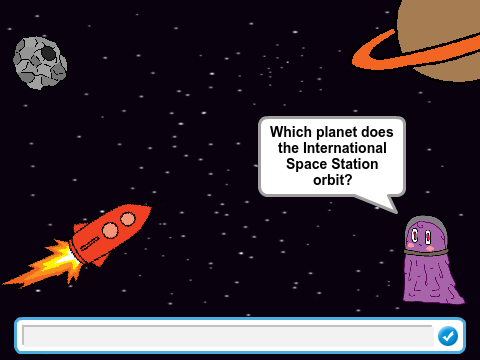 Which planet does
the International
Space Station
orbit?